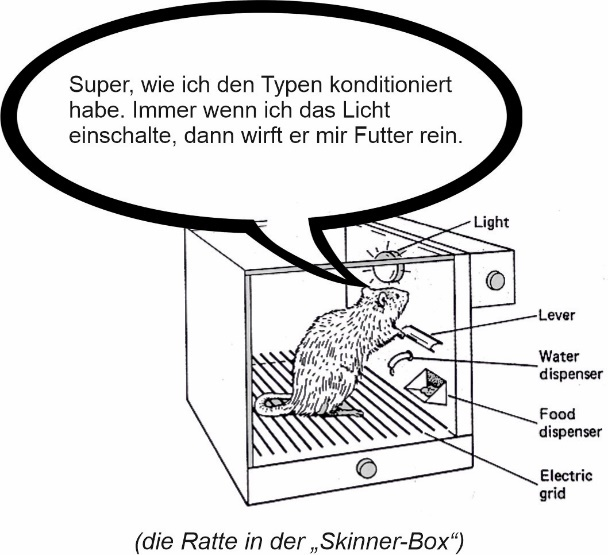 Super, wie ich den Typen konditioniert
habe. Immer wenn ich das Licht
einschalte, dann wirft er mir Futter rein.
Light
Lever
Water
dispenser
Food
dispenser
Electric
grid
(die Ratte in der „Skinner-Box“)